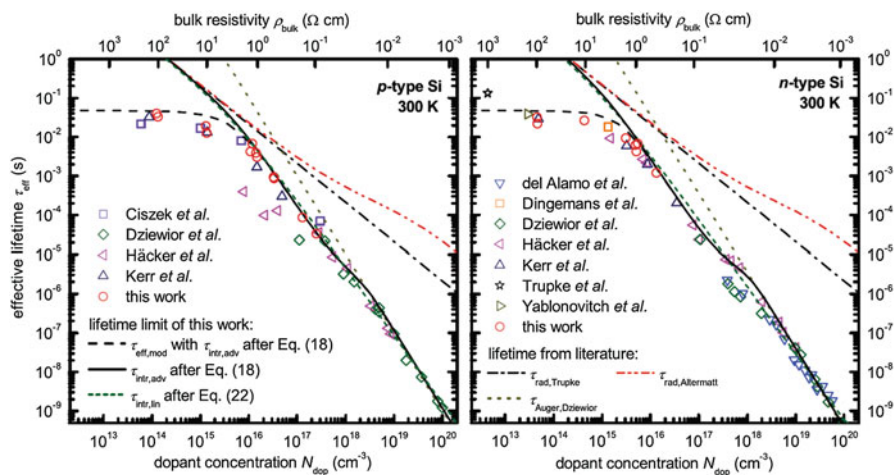 bulk resistivity ρbulk (Ω cm)
bulk resistivity ρbulk (Ω cm)
10³ 10² 10¹ 10⁰ 10⁻¹ 10⁻² 10⁻³
10³ 10² 10¹ 10⁰ 10⁻¹ 10⁻² 10⁻³
effective lifetime τeff (s)
10⁰
10⁻¹
10⁻²
10⁻³
10⁻⁴
10⁻⁵
10⁻⁶
10⁻⁷
10⁻⁸
10⁻⁹
p-type Si
300 K
Ciszek et al.
Dziewior et al.
Häcker et al.
Kerr et al.
this work
lifetime limit of this work:
τeff,mod with τintr,adv after Eq. (18)
τintr,adv after Eq. (18)
τintr,lin after Eq. (22)
n-type Si
300 K
del Alamo et al.
Dingemans et al.
Dziewior et al.
Häcker et al.
Kerr et al.
Trupke et al.
Yablonovitch et al.
this work
lifetime from literature:
τrad,Trupke
τrad,Altermatt
τAuger,Dziewior
10⁰
10⁻¹
10⁻²
10⁻³
10⁻⁴
10⁻⁵
10⁻⁶
10⁻⁷
10⁻⁸
10⁻⁹
10¹³ 10¹⁴ 10¹⁵ 10¹⁶ 10¹⁷ 10¹⁸ 10¹⁹ 10²⁰
10¹³ 10¹⁴ 10¹⁵ 10¹⁶ 10¹⁷ 10¹⁸ 10¹⁹ 10²⁰
dopant concentration Ndop (cm⁻³)
dopant concentration Ndop (cm⁻³)